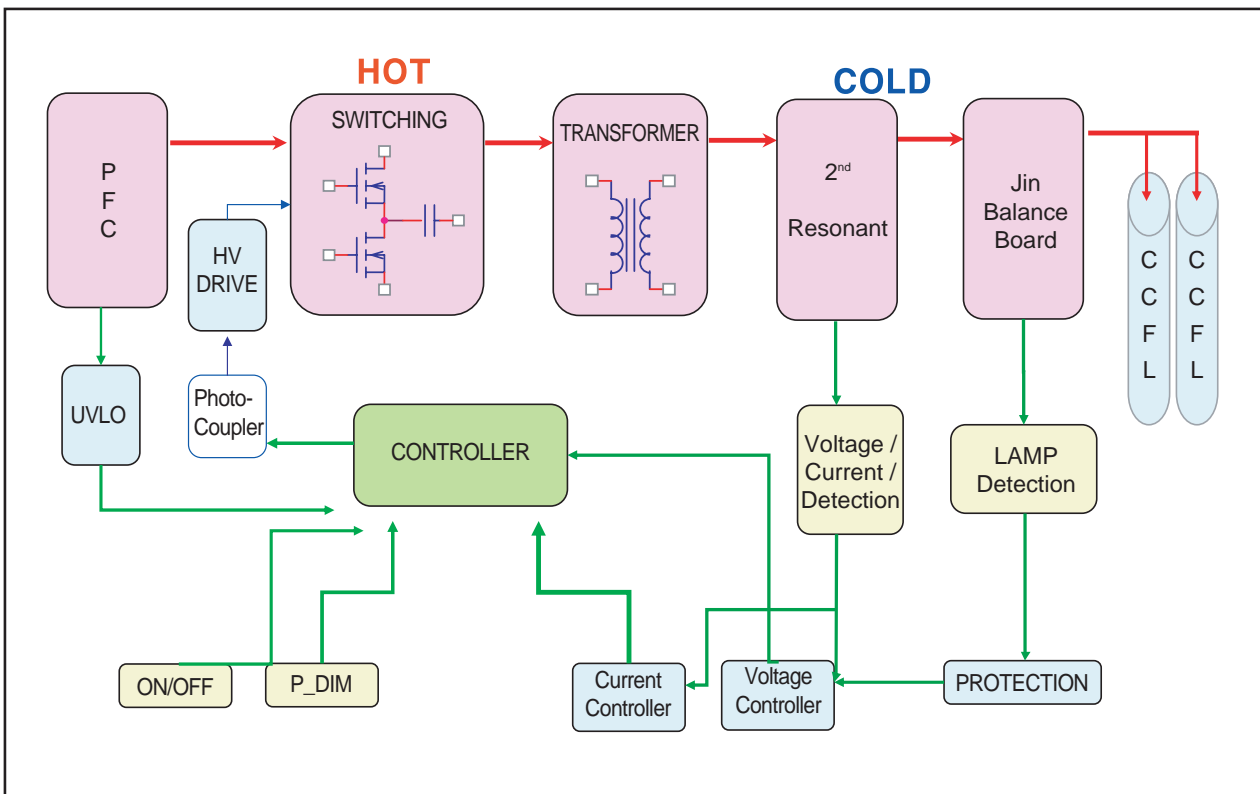 HOT
COLD
P
F
C
SWITCHING
TRANSFORMER
2nd
Resonant
Jin
Balance
Board
C
C
F
L
C
C
F
L
HV
DRIVE
UVLO
Photo-
Coupler
CONTROLLER
Voltage /
Current /
Detection
LAMP
Detection
ON/OFF
P_DIM
Current
Controller
Voltage
Controller
PROTECTION